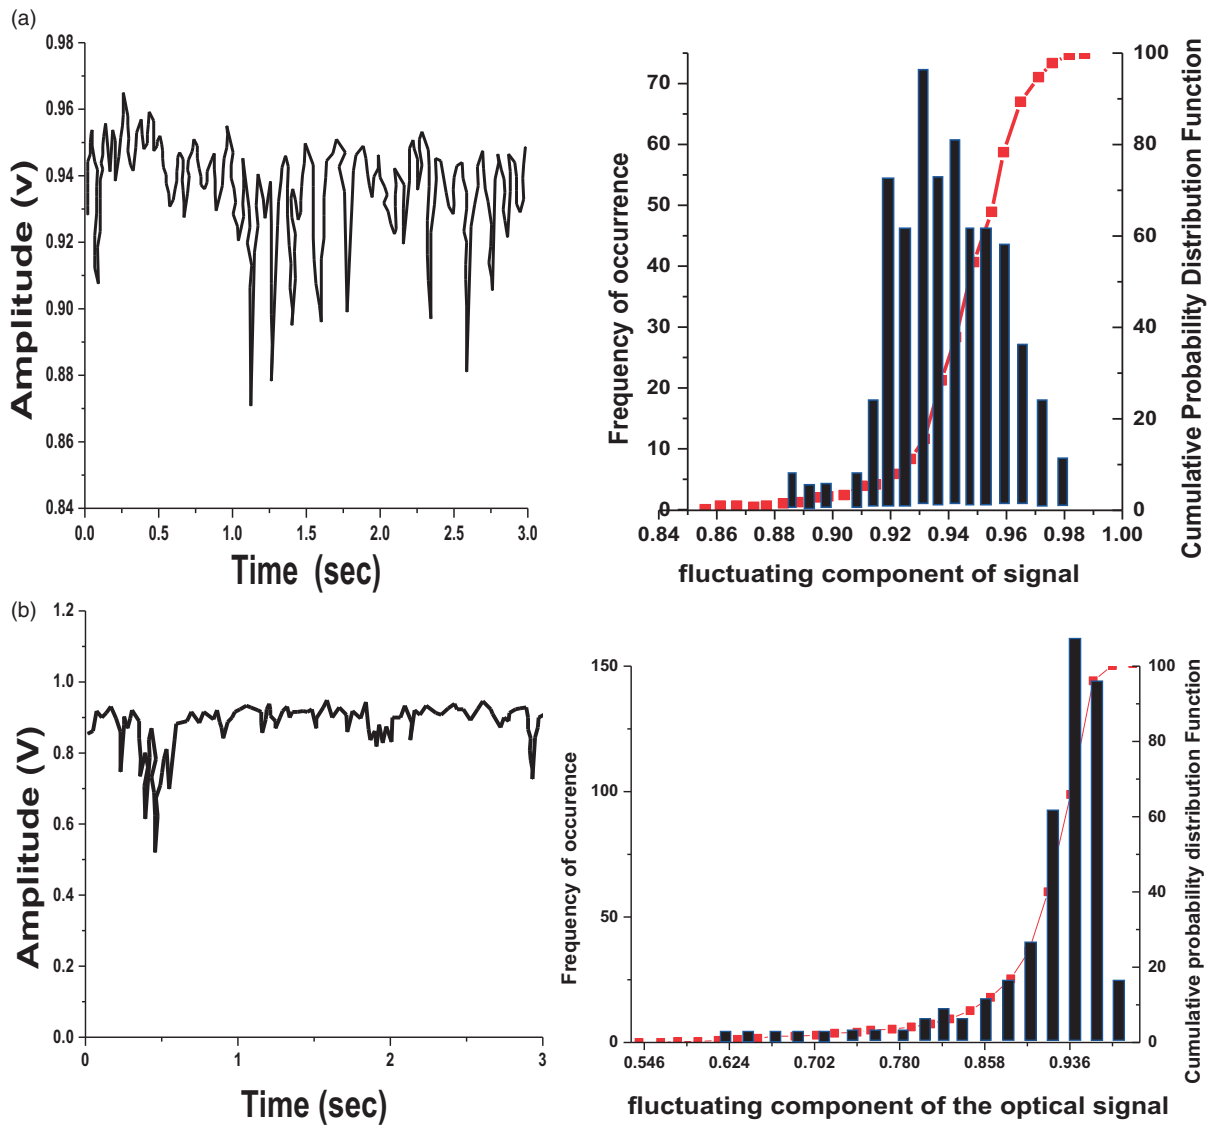 (a)
0.98
0.96
0.94
0.92
0.90
0.88
0.86
0.84
Amplitude (v)
0.0 0.5 1.0 1.5 2.0 2.5 3.0
Time (sec)
70
60
50
40
30
20
10
0
Frequency of occurrence
100
80
60
40
20
0
Cumulative Probability Distribution Function
0.84 0.86 0.88 0.90 0.92 0.94 0.96 0.98 1.00
fluctuating component of signal
(b)
1.2
1.0
0.8
0.6
0.4
0.2
0.0
Amplitude (V)
0 1 2 3
Time (sec)
150
100
50
0
Frequency of occurence
100
80
60
40
20
0
Cumulative probability distribution Function
0.546 0.624 0.702 0.780 0.858 0.936
fluctuating component of the optical signal